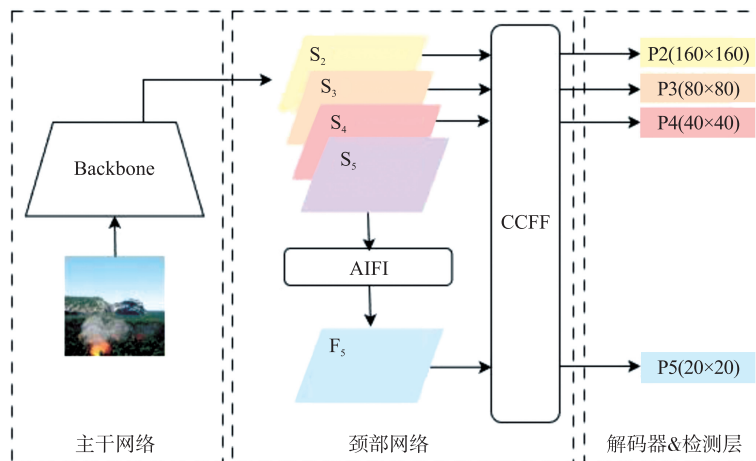 S₂
S₃
S₄
S₅
Backbone
AIFI
F₅
CCFF
P2(160×160)
P3(80×80)
P4(40×40)
P5(20×20)
主干网络
颈部网络
解码器&检测层